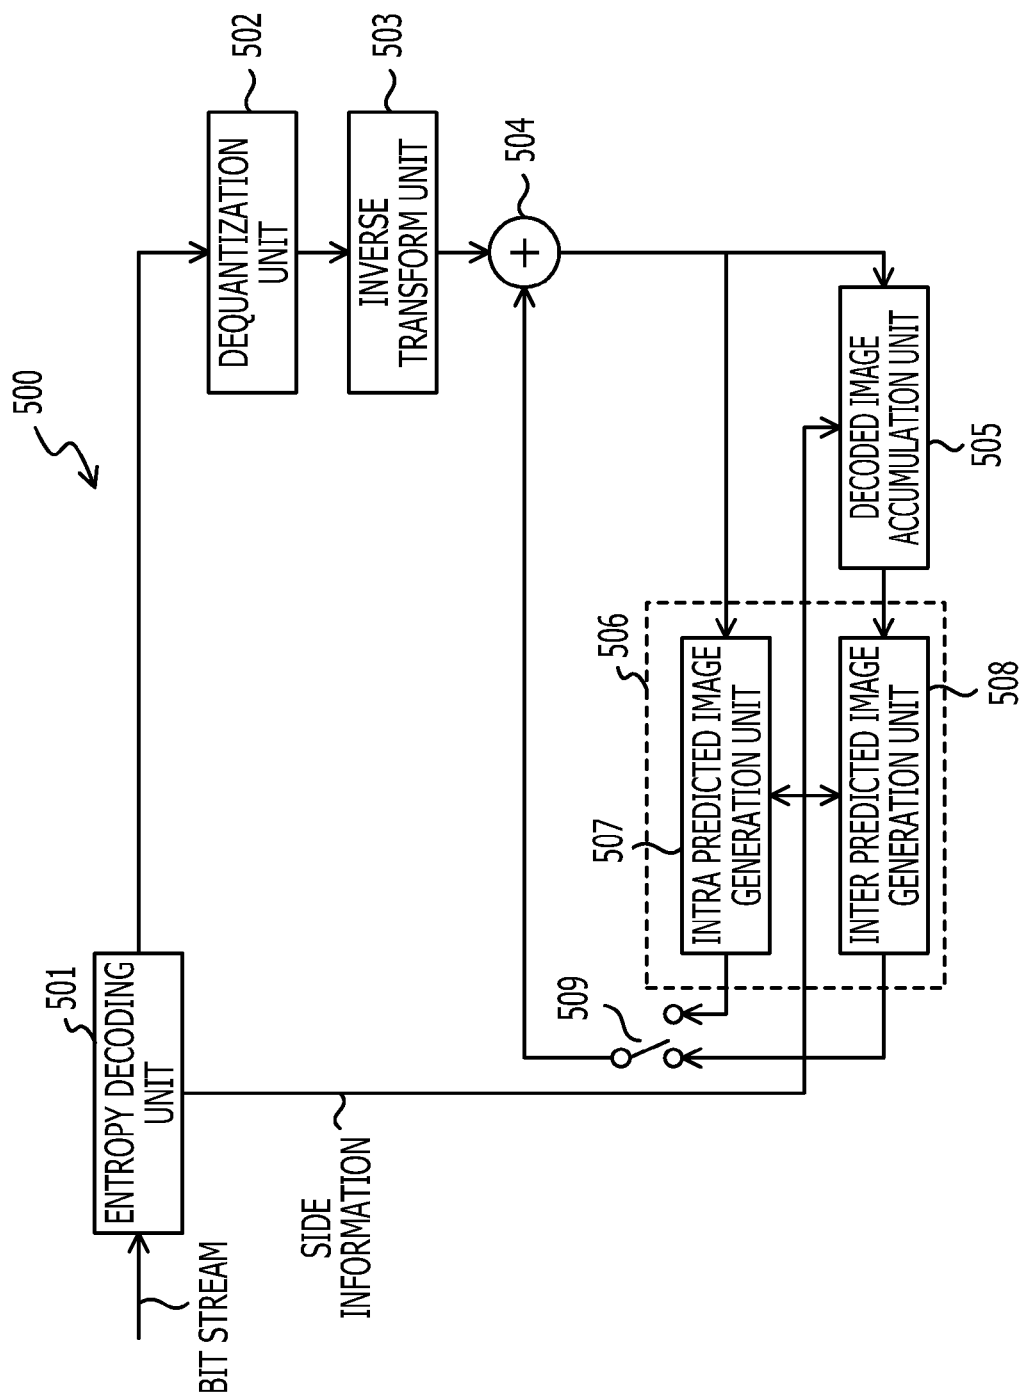 500
BIT STREAM
501
ENTROPY DECODING
UNIT
SIDE
INFORMATION
502
DEQUANTIZATION
UNIT
503
INVERSE
TRANSFORM UNIT
504
+
509
506
507
INTRA PREDICTED IMAGE
GENERATION UNIT
INTER PREDICTED IMAGE
GENERATION UNIT
508
DECODED IMAGE
ACCUMULATION UNIT
505